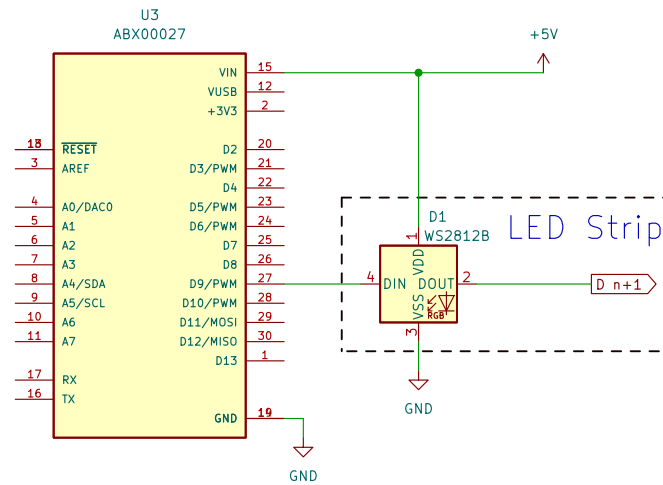 U3
ABX00027
+5V
VIN 15
VUSB 12
+3V3 2
RESET
D2 20
3 AREF
D3/PWM 21
D4 22
4 A0/DAC0
D5/PWM 23
5 A1
D6/PWM 24
6 A2
D7 25
7 A3
D8 26
8 A4/SDA
D9/PWM 27
9 A5/SCL
D10/PWM 28
10 A6
D11/MOSI 29
11 A7
D12/MISO 30
D13 1
17 RX
16 TX
GND
GND
D1
WS2812B
LED Strip
1
VDD
4 DIN
DOUT 2
VSS
RGB
3
D n+1
GND